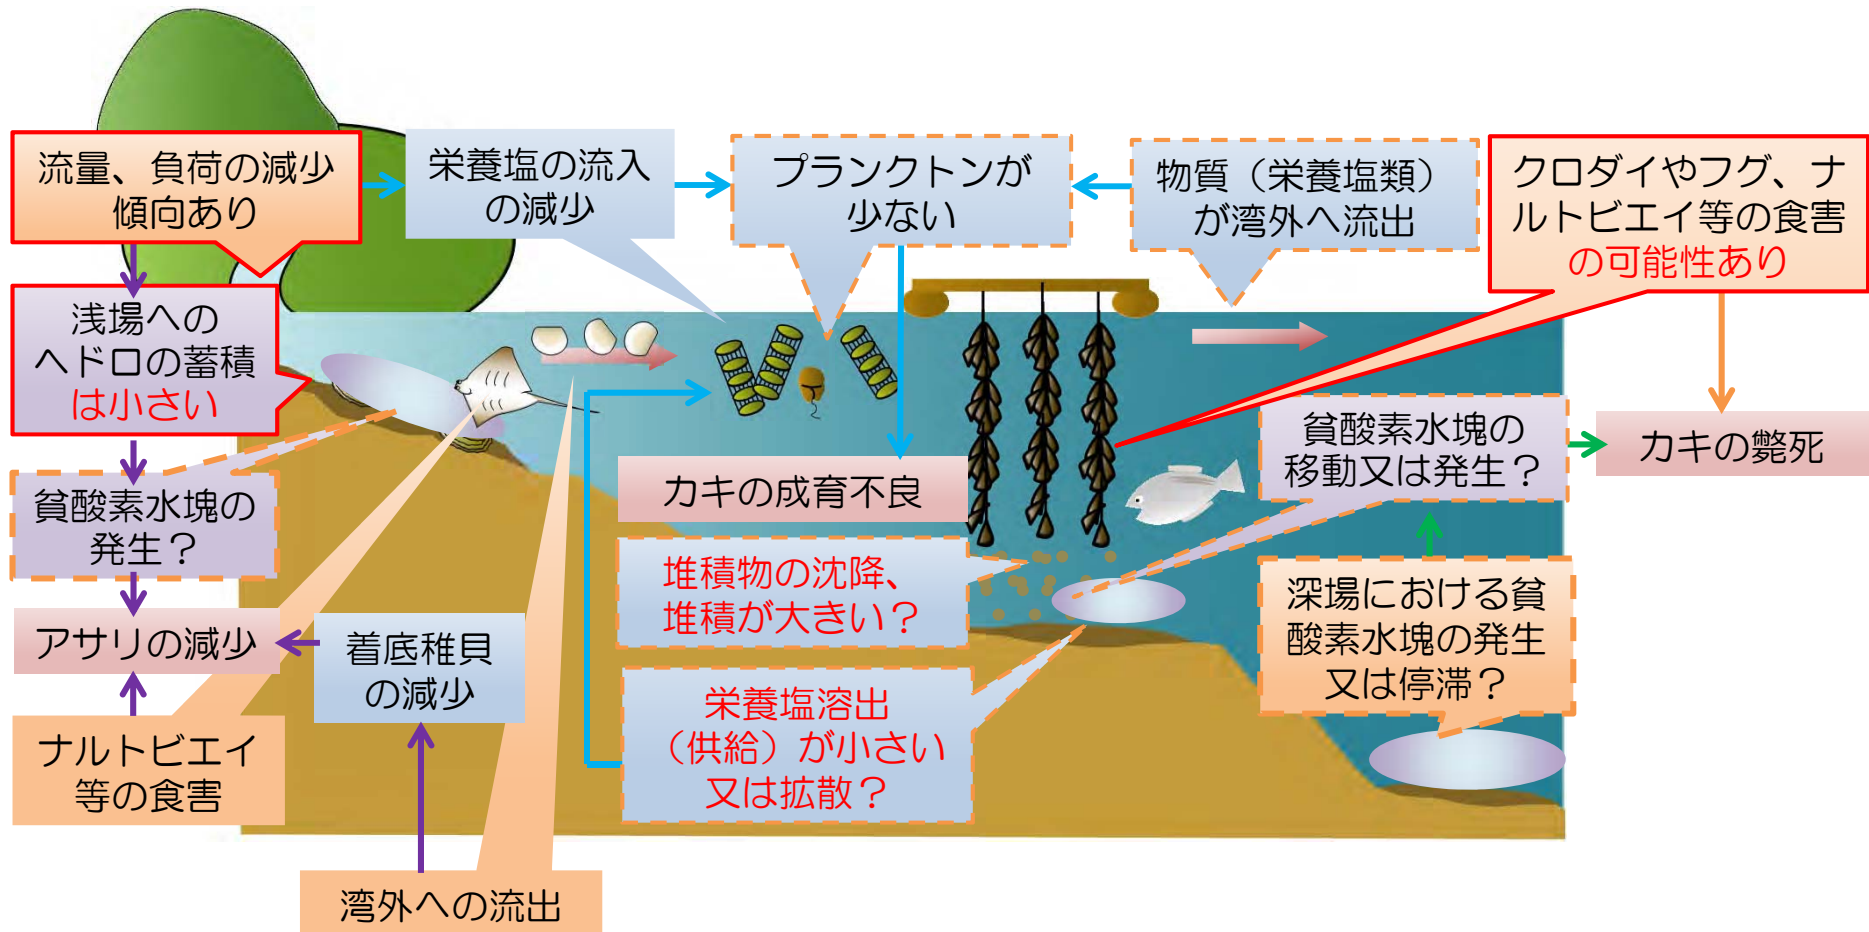 流量、負荷の減少
傾向あり
栄養塩の流入
の減少
プランクトンが
少ない
物質（栄養塩類）
が湾外へ流出
クロダイやフグ、ナ
ルトビエイ等の食害
の可能性あり
浅場への
ヘドロの蓄積
は小さい
貧酸素水塊の
発生？
アサリの減少
ナルトビエイ
等の食害
着底稚貝
の減少
湾外への流出
カキの成育不良
堆積物の沈降、
堆積が大きい？
栄養塩溶出
（供給）が小さい
又は拡散？
貧酸素水塊の
移動又は発生？
カキの斃死
深場における貧
酸素水塊の発生
又は停滞？